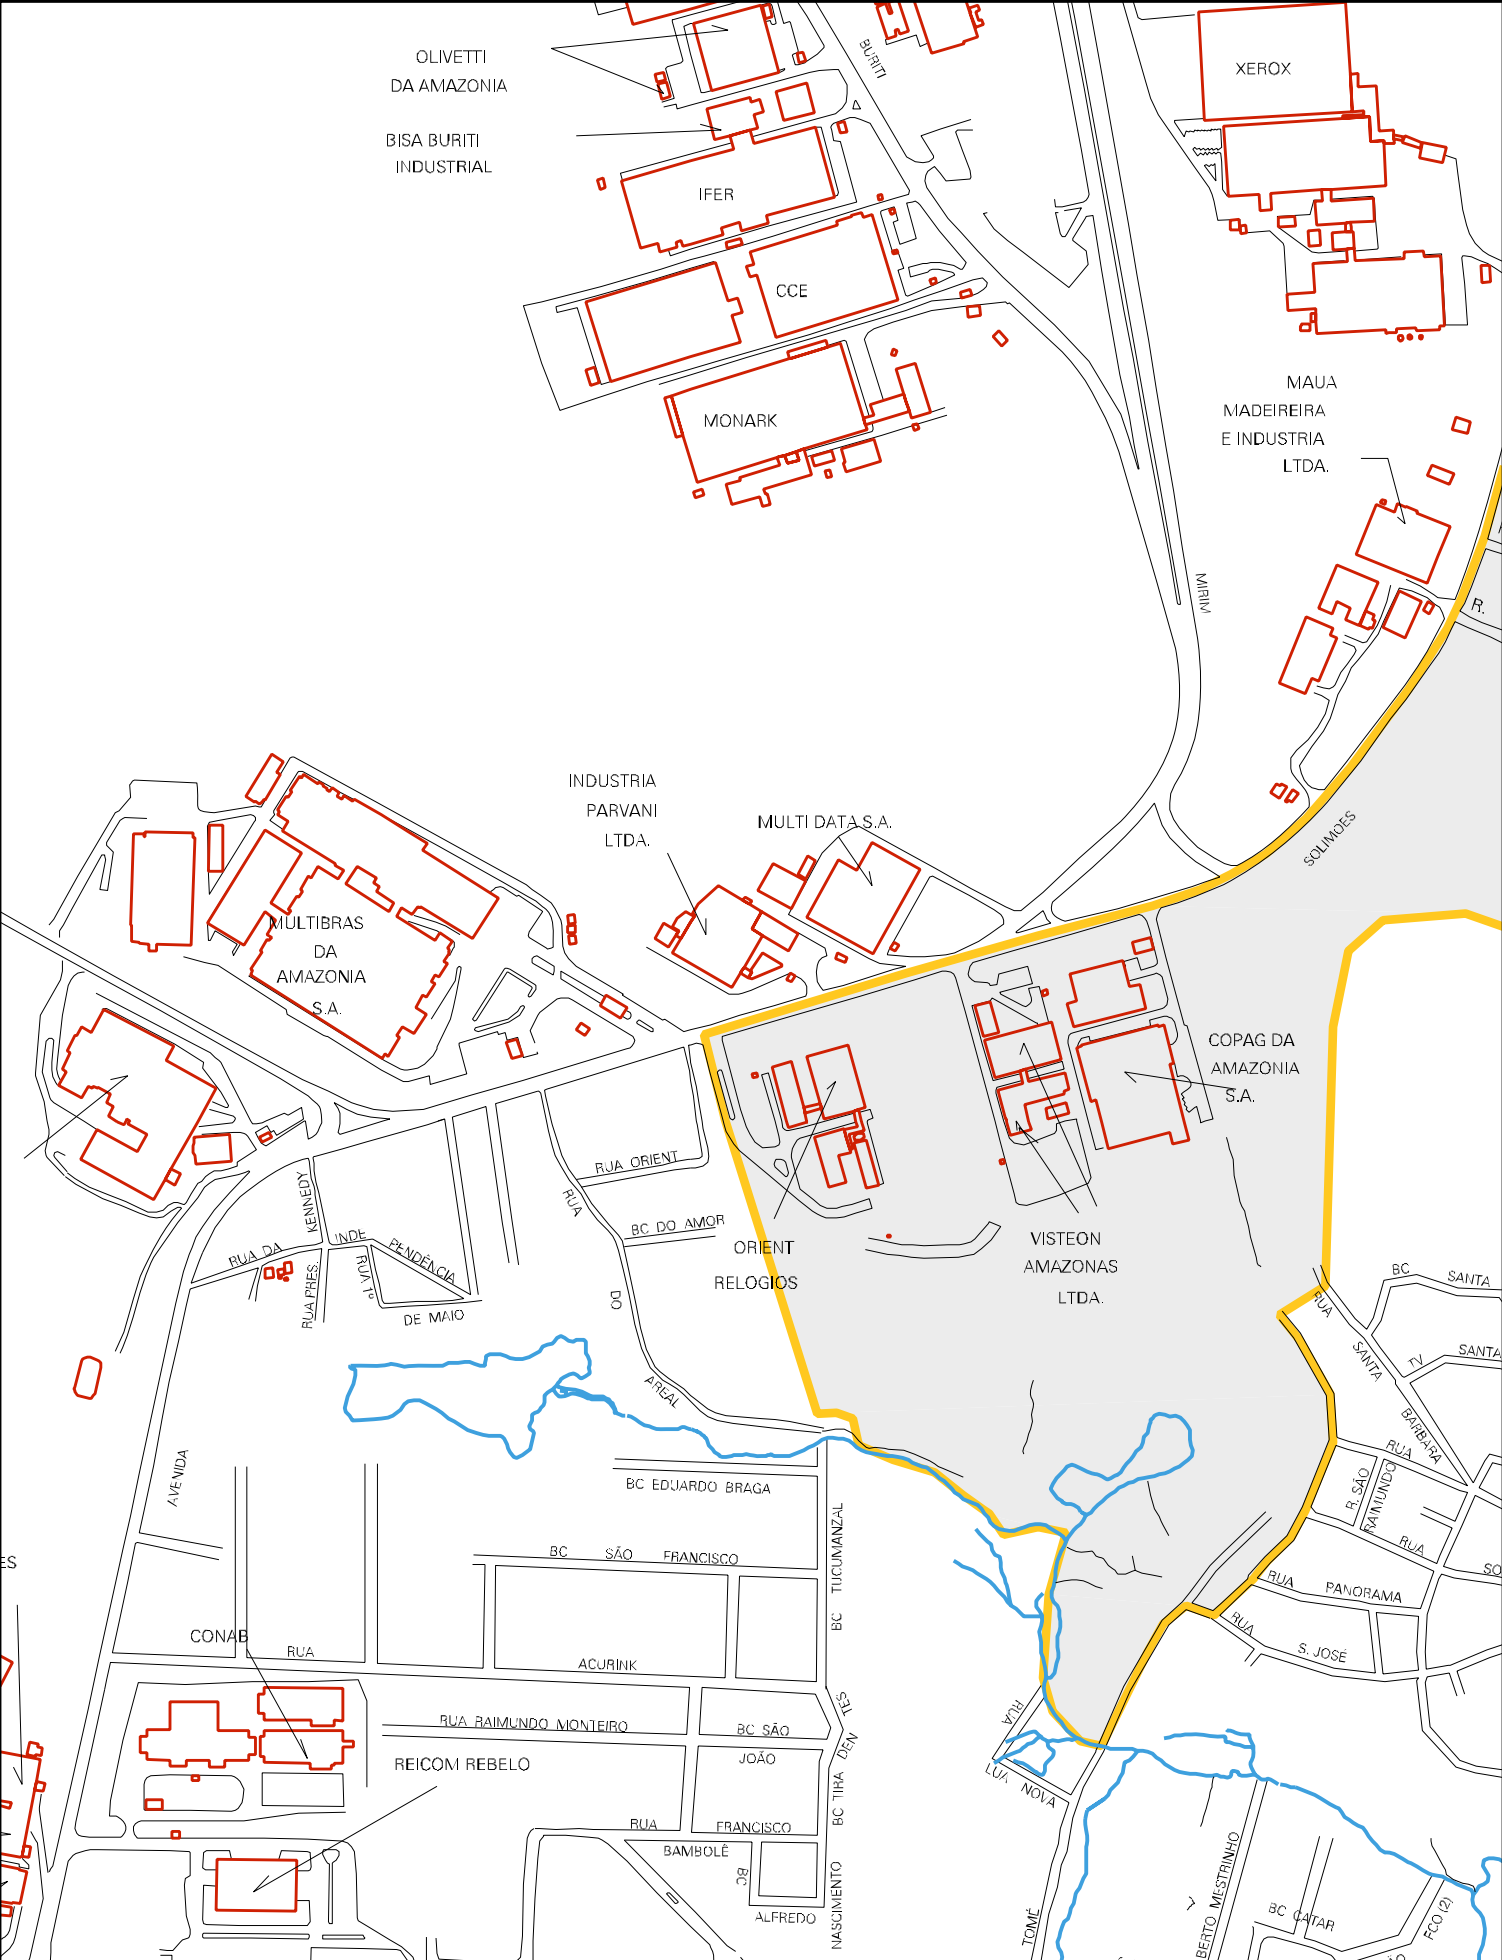 OLIVETTI
DA AMAZONIA
BURITI
XEROX
BISA BURITI
INDUSTRIAL
IFER
CCE
MONARK
MAUA
MADEIREIRA
E INDUSTRIA
LTDA.
MIRIM
R.
SOLIMOES
INDUSTRIA
PARVANI
LTDA.
MULTI DATA S.A.
MULTIBRAS
DA
AMAZONIA
S.A.
COPAG DA
AMAZONIA
S.A.
RUA ORIENT
RUA
DO
AREAL
BC DO AMOR
ORIENT
RELOGIOS
VISTEON
AMAZONAS
LTDA.
KENNEDY
RUA PRES.
RUA DA
INDE
PENDÊNCIA
RUA 1º
DE MAIO
BC
SANTA
RUA
SANTA
BARBARA
TV
SANTA
AVENIDA
BC EDUARDO BRAGA
BC SÃO FRANCISCO
BC TUCUMANZAL
RUA
R. SÃO
RAIMUNDO
RUA
SO
RUA PANORAMA
RUA
S. JOSÉ
ES
CONAB
RUA
ACURINK
RUA RAIMUNDO MONTEIRO
BC SÃO
JOÃO
TES
DEN
BC TIRA
NASCIMENTO
RUA
LUA NOVA
REICOM REBELO
RUA
FRANCISCO
BAMBOLÊ
BC
ALFREDO
TOMÉ
BERTO MESTRINHO
BC CATAR
FCO (2)